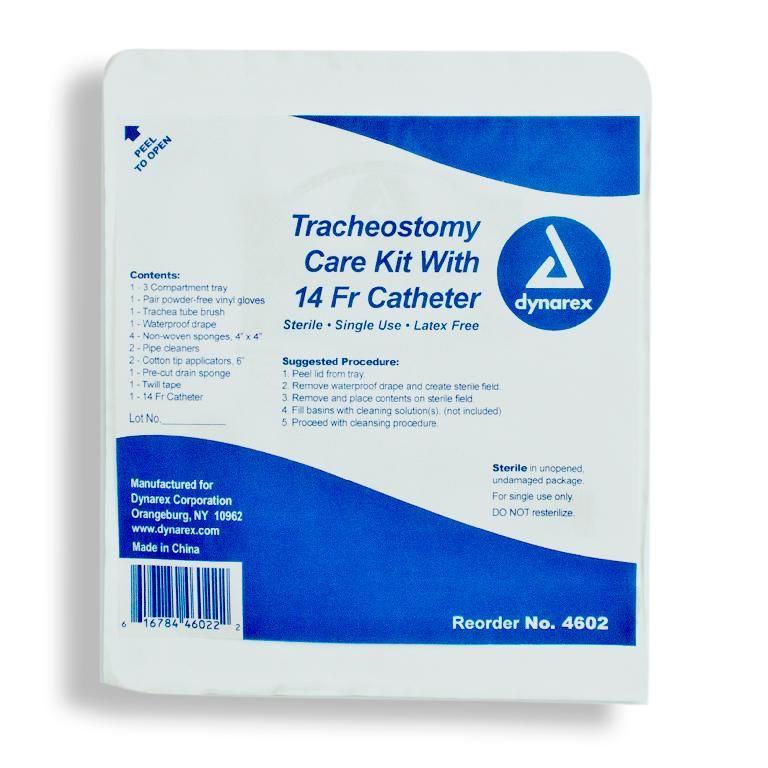 PEEL
TO OPEN
Tracheostomy
Care Kit With
14 Fr Catheter
Sterile • Single Use • Latex Free
dynarex
Contents:
1 - 3 Compartment tray
1 - Pair powder-free vinyl gloves
1 - Trachea tube brush
1 - Waterproof drape
4 - Non-woven sponges, 4" x 4"
2 - Pipe cleaners
2 - Cotton tip applicators, 6"
1 - Pre-cut drain sponge
1 - Twill tape
1 - 14 Fr Catheter
Lot No.
Suggested Procedure:
1. Peel lid from tray.
2. Remove waterproof drape and create sterile field.
3. Remove and place contents on sterile field.
4. Fill basins with cleaning solution(s). (not included)
5. Proceed with cleansing procedure.
Sterile in unopened,
undamaged package.
For single use only.
DO NOT resterilize.
Manufactured for
Dynarex Corporation
Orangeburg, NY 10962
www.dynarex.com
Made in China
6 16784 46022 2
Reorder No. 4602